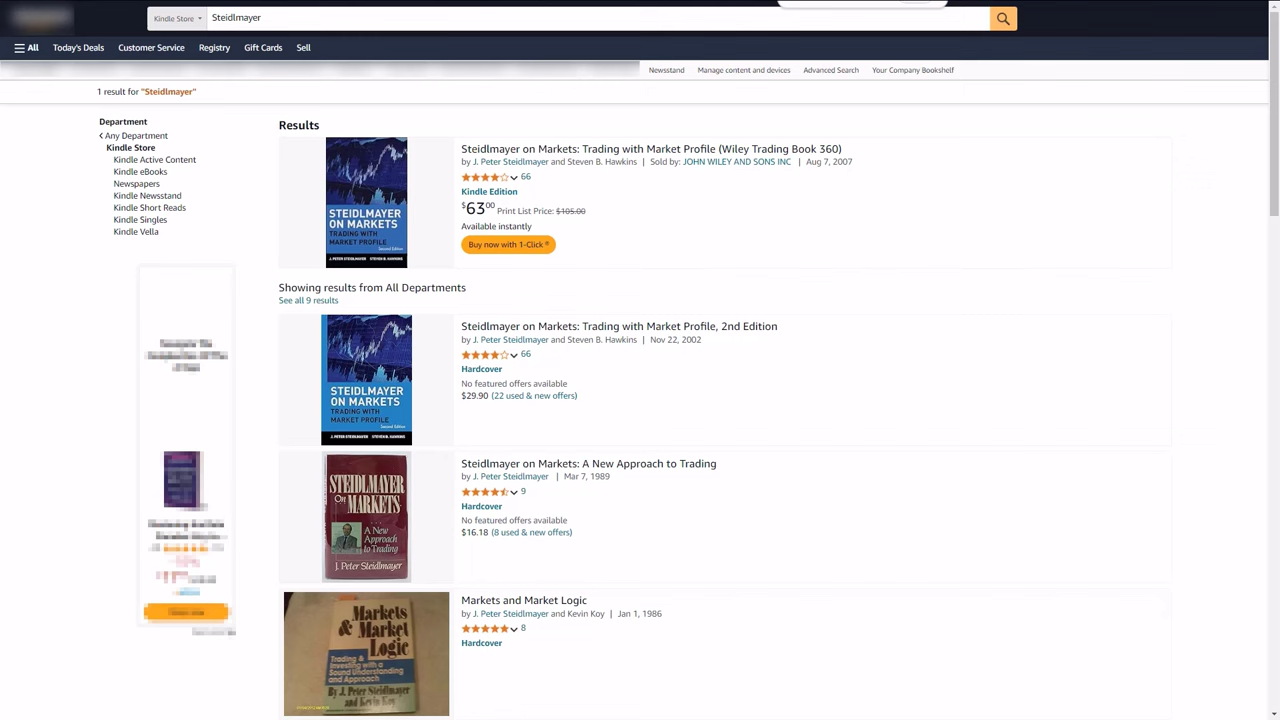 Kindle Store
Steidlmayer
All Today's Deals Customer Service Registry Gift Cards Sell
Newsstand Manage content and devices Advanced Search Your Company Bookshelf
1 result for "Steidlmayer"
Department
Any Department
Kindle Store
Kindle Active Content
Kindle eBooks
Newspapers
Kindle Newsstand
Kindle Short Reads
Kindle Singles
Kindle Vella
Results
STEIDLMAYER
ON MARKETS
TRADING WITH
MARKET PROFILE
Second Edition
J. PETER STEIDLMAYER STEVEN B. HAWKINS
Steidlmayer on Markets: Trading with Market Profile (Wiley Trading Book 360)
by J. Peter Steidlmayer and Steven B. Hawkins | Sold by: JOHN WILEY AND SONS INC | Aug 7, 2007
66
Kindle Edition
$6300 Print List Price: $105.00
Available instantly
Buy now with 1-Click ®
Showing results from All Departments
See all 9 results
STEIDLMAYER
ON MARKETS
TRADING WITH
MARKET PROFILE
Second Edition
J. PETER STEIDLMAYER STEVEN B. HAWKINS
Steidlmayer on Markets: Trading with Market Profile, 2nd Edition
by J. Peter Steidlmayer and Steven B. Hawkins | Nov 22, 2002
66
Hardcover
No featured offers available
$29.90 (22 used & new offers)
STEIDLMAYER
On
MARKETS
A New
Approach
to Trading
J. Peter Steidlmayer
Steidlmayer on Markets: A New Approach to Trading
by J. Peter Steidlmayer | Mar 7, 1989
9
Hardcover
No featured offers available
$16.18 (8 used & new offers)
Markets
& Market
Logic
Trading &
Investing with a
Sound Understanding
and Approach
By J. Peter Steidlmayer
and Kevin Koy
Markets and Market Logic
by J. Peter Steidlmayer and Kevin Koy | Jan 1, 1986
8
Hardcover